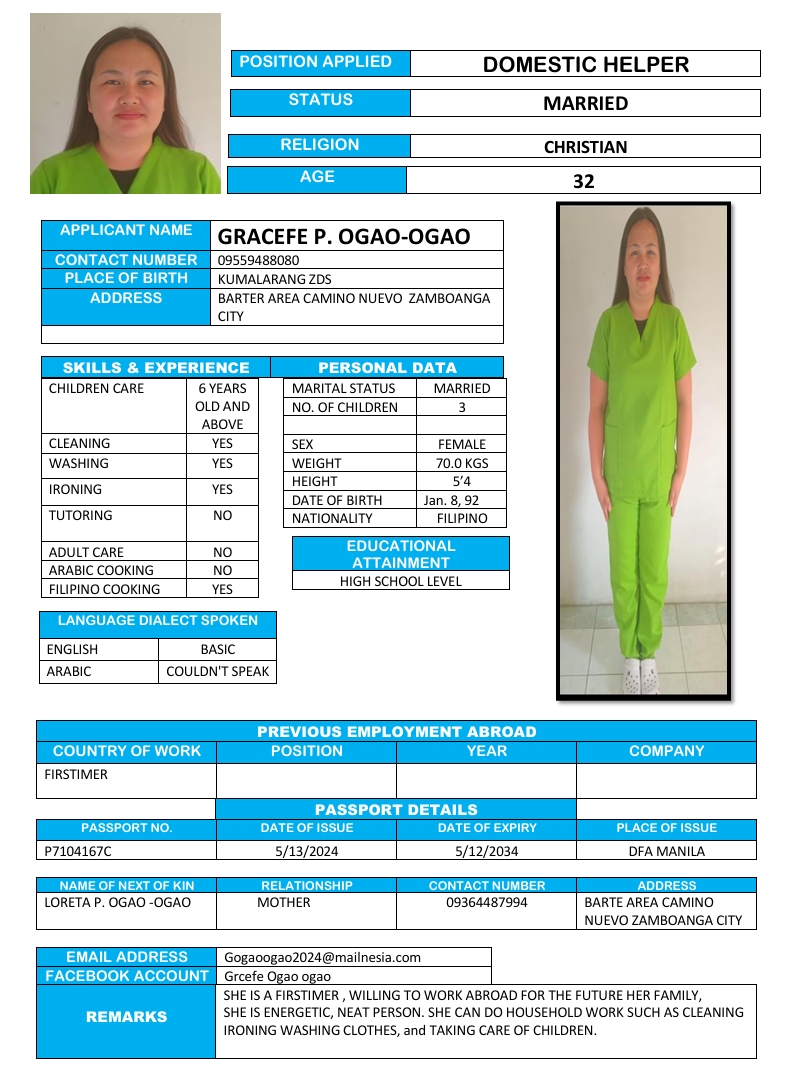 POSITION APPLIED DOMESTIC HELPER
STATUS MARRIED
RELIGION CHRISTIAN
AGE 32
APPLICANT NAME GRACEFE P. OGAO-OGAO
CONTACT NUMBER 09559488080
PLACE OF BIRTH KUMALARANG ZDS
ADDRESS BARTER AREA CAMINO NUEVO ZAMBOANGA
CITY
SKILLS & EXPERIENCE
CHILDREN CARE 6 YEARS
OLD AND
ABOVE
CLEANING YES
WASHING YES
IRONING YES
TUTORING NO
ADULT CARE NO
ARABIC COOKING NO
FILIPINO COOKING YES
PERSONAL DATA
MARITAL STATUS MARRIED
NO. OF CHILDREN 3
SEX FEMALE
WEIGHT 70.0 KGS
HEIGHT 5’4
DATE OF BIRTH Jan. 8, 92
NATIONALITY FILIPINO
EDUCATIONAL
ATTAINMENT
HIGH SCHOOL LEVEL
LANGUAGE DIALECT SPOKEN
ENGLISH BASIC
ARABIC COULDN'T SPEAK
PREVIOUS EMPLOYMENT ABROAD
COUNTRY OF WORK POSITION YEAR COMPANY
FIRSTIMER
PASSPORT DETAILS
PASSPORT NO. DATE OF ISSUE DATE OF EXPIRY PLACE OF ISSUE
P7104167C 5/13/2024 5/12/2034 DFA MANILA
NAME OF NEXT OF KIN RELATIONSHIP CONTACT NUMBER ADDRESS
LORETA P. OGAO -OGAO MOTHER 09364487994 BARTE AREA CAMINO
NUEVO ZAMBOANGA CITY
EMAIL ADDRESS Gogaoogao2024@mailnesia.com
FACEBOOK ACCOUNT Grcefe Ogao ogao
REMARKS
SHE IS A FIRSTIMER , WILLING TO WORK ABROAD FOR THE FUTURE HER FAMILY,
SHE IS ENERGETIC, NEAT PERSON. SHE CAN DO HOUSEHOLD WORK SUCH AS CLEANING
IRONING WASHING CLOTHES, and TAKING CARE OF CHILDREN.